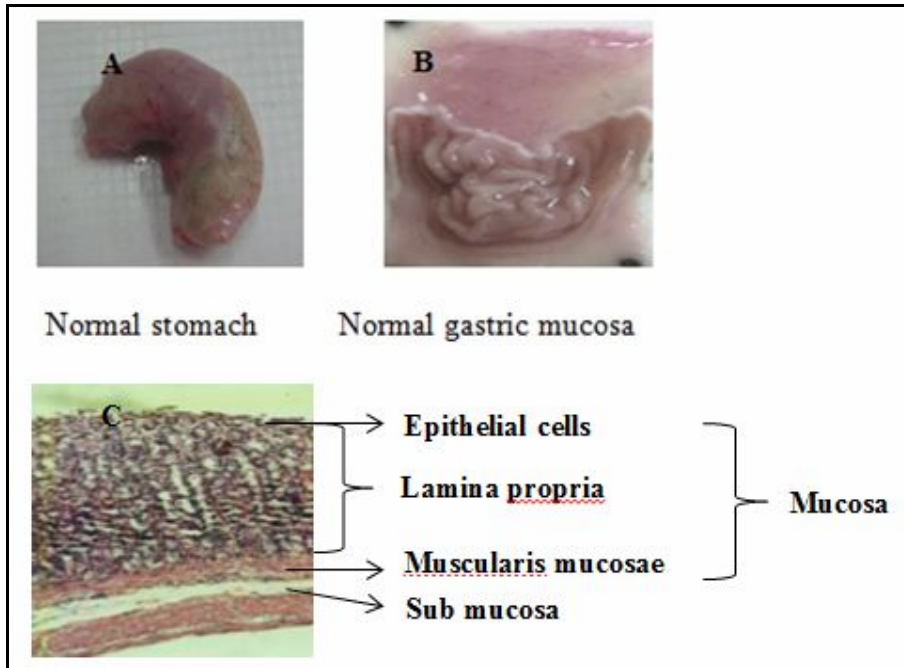 A
B
Normal stomach
Normal gastric mucosa
C
Epithelial cells
Lamina propria
Mucosa
Muscularis mucosae
Sub mucosa